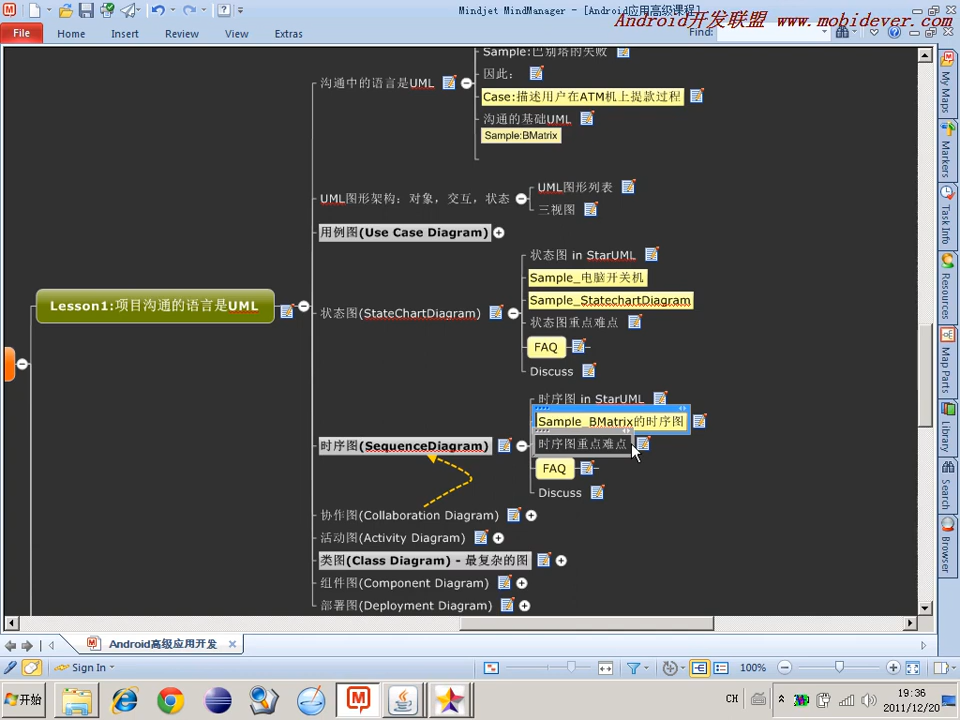 Mindjet MindManager - [Android应用高级课程]
Android开发联盟 www.mobidever.com
File
Home
Insert
Review
View
Extras
Find:
Sample:巴别塔的失败
沟通中的语言是UML
因此：
Case:描述用户在ATM机上提款过程
沟通的基础UML
Sample:BMatrix
UML图形架构：对象，交互，状态
UML图形列表
三视图
用例图(Use Case Diagram)
状态图 in StarUML
Sample_电脑开关机
Sample_StatechartDiagram
Lesson1:项目沟通的语言是UML
状态图(StateChartDiagram)
状态图重点难点
FAQ
Discuss
时序图 in StarUML
Sample_BMatrix的时序图
时序图(SequenceDiagram)
时序图重点难点
FAQ
Discuss
协作图(Collaboration Diagram)
活动图(Activity Diagram)
类图(Class Diagram) - 最复杂的图
组件图(Component Diagram)
部署图(Deployment Diagram)
My Maps
Markers
Task Info
Resources
Map Parts
Library
Search
Browser
Android高级应用开发
Sign In
100%
开始
CH
19:36
2011/12/20